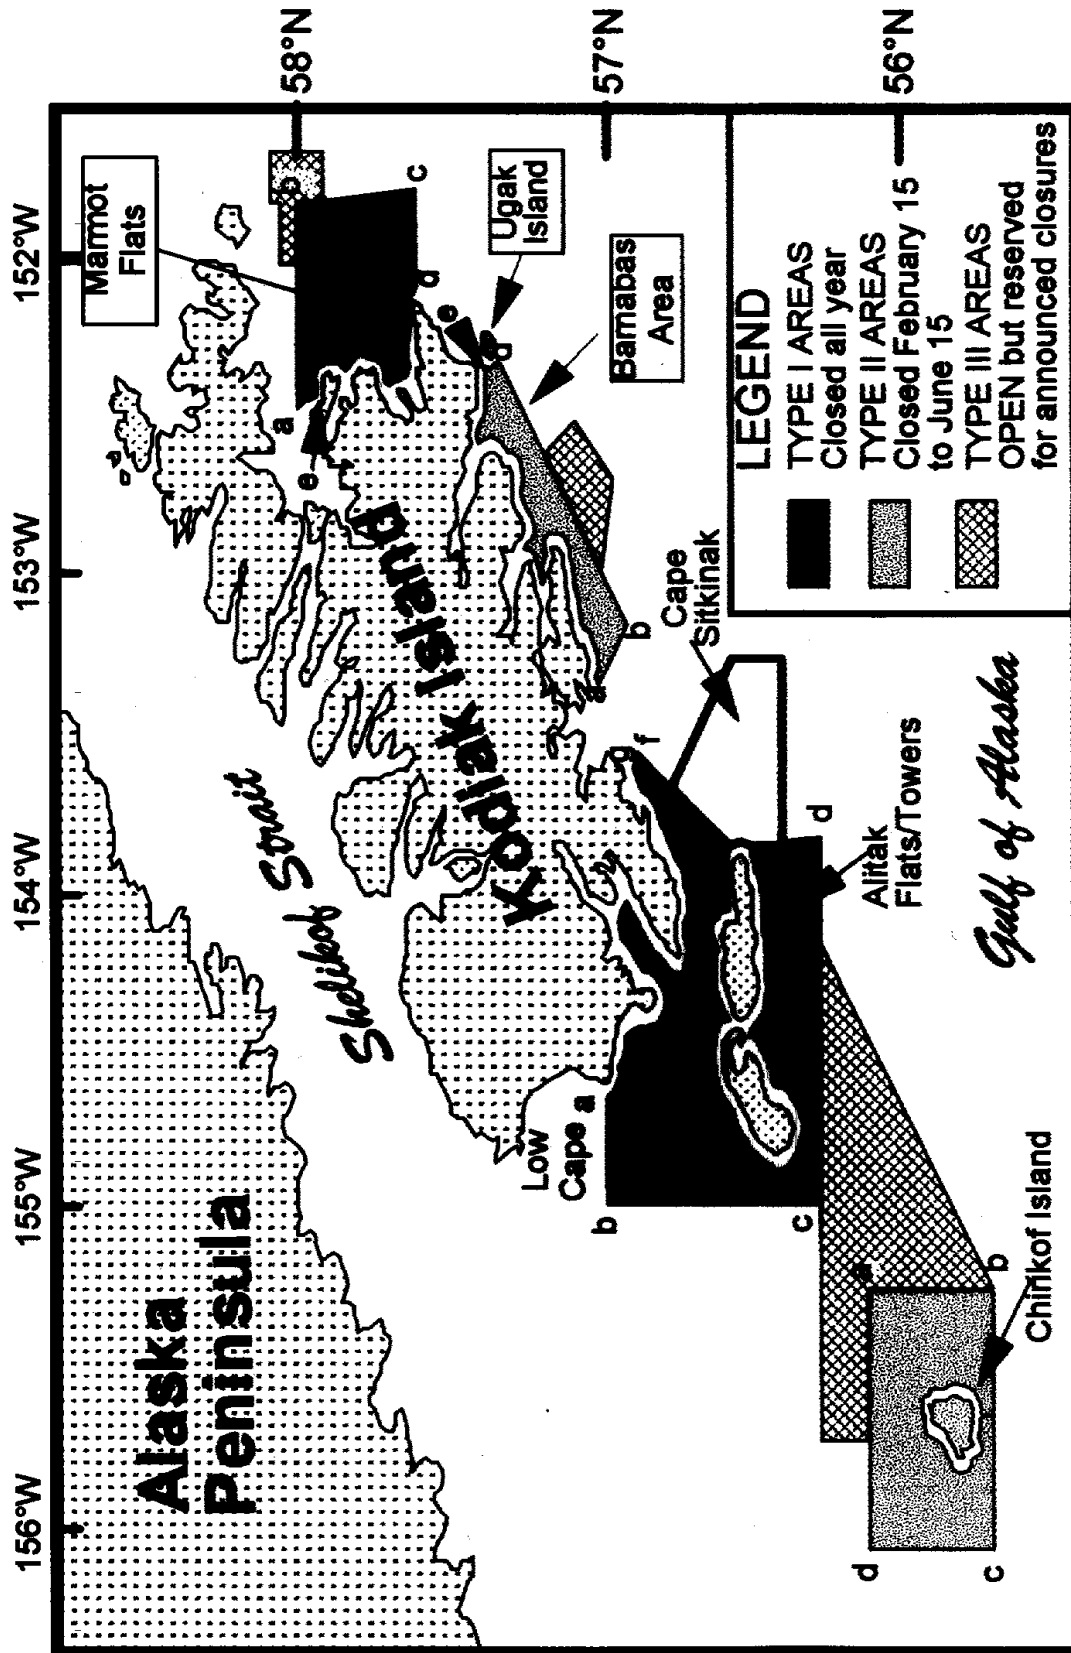 156°W
155°W
154°W
153°W
152°W
58°N
57°N
56°N
Alaska
Peninsula
Shelikof Strait
Kodiak Island
Marmot
Flats
a
c
d
e
e
Ugak
Island
Barnabas
Area
a
b
Cape
Sitkinak
Low
Cape
a
b
c
d
f
g
Alitak
Flats/Towers
Gulf of Alaska
a
b
c
d
Chirikof Island
LEGEND
TYPE I AREAS
Closed all year
TYPE II AREAS
Closed February 15
to June 15
TYPE III AREAS
OPEN but reserved
for announced closures